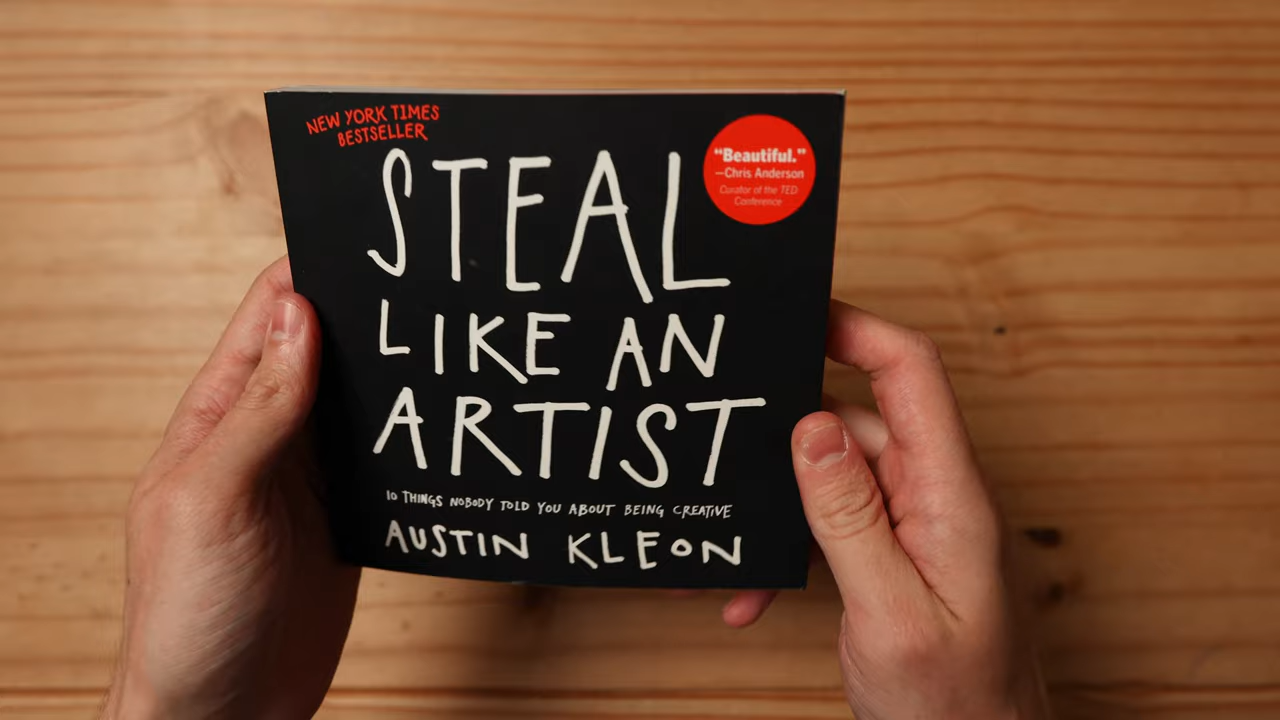 NEW YORK TIMES
BESTSELLER
"Beautiful."
—Chris Anderson
Curator of the TED
Conference
STEAL
LIKE AN
ARTIST
10 THINGS NOBODY TOLD YOU ABOUT BEING CREATIVE
AUSTIN KLEON